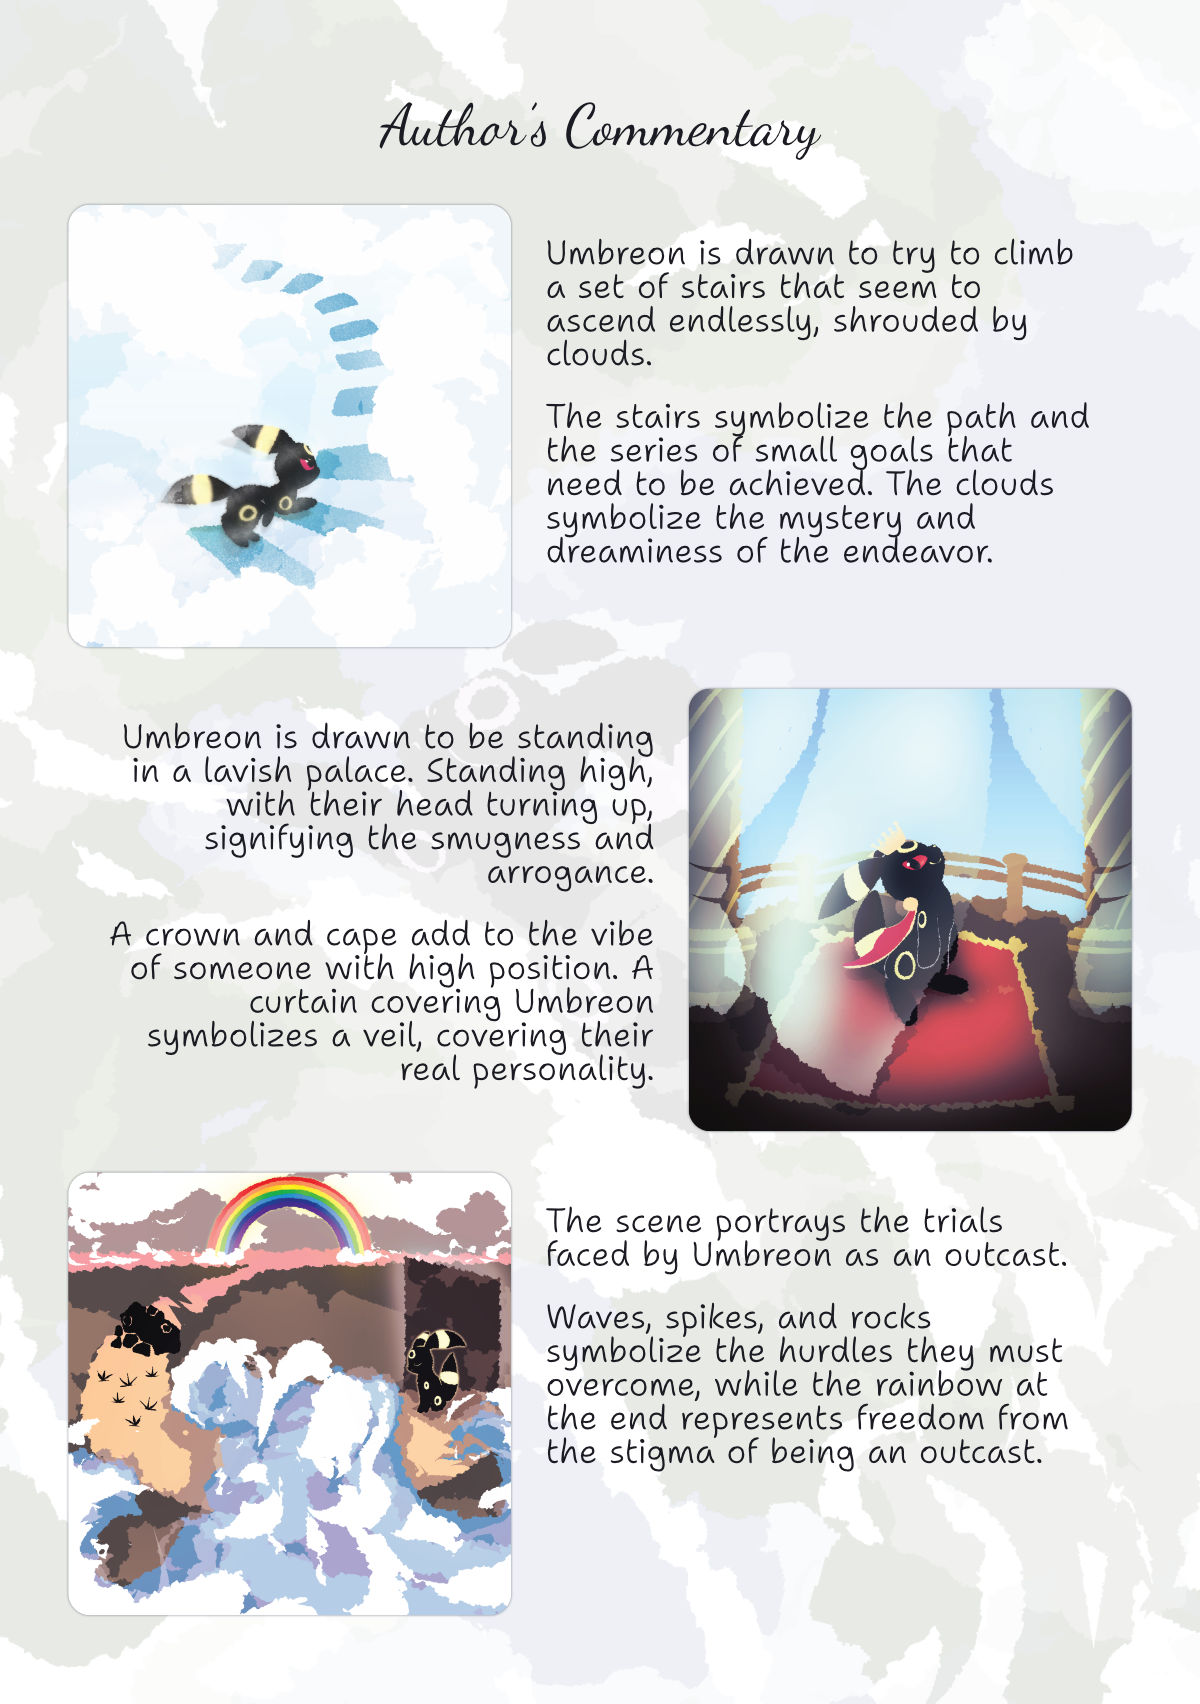 Author's Commentary
Umbreon is drawn to try to climb
a set of stairs that seem to
ascend endlessly, shrouded by
clouds.
The stairs symbolize the path and
the series of small goals that
need to be achieved. The clouds
symbolize the mystery and
dreaminess of the endeavor.
Umbreon is drawn to be standing
in a lavish palace. Standing high,
with their head turning up,
signifying the smugness and
arrogance.
A crown and cape add to the vibe
of someone with high position. A
curtain covering Umbreon
symbolizes a veil, covering their
real personality.
The scene portrays the trials
faced by Umbreon as an outcast.
Waves, spikes, and rocks
symbolize the hurdles they must
overcome, while the rainbow at
the end represents freedom from
the stigma of being an outcast.